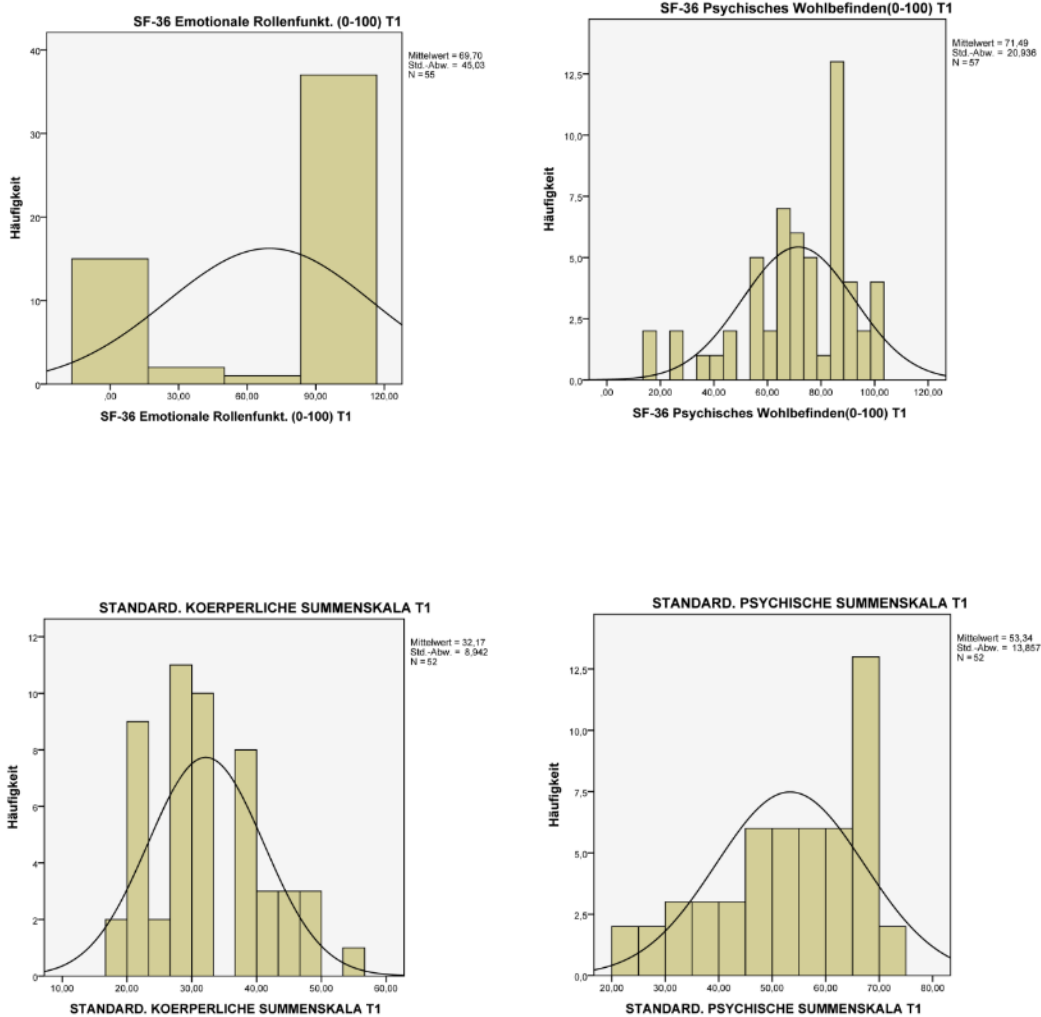 SF-36 Emotionale Rollenfunkt. (0-100) T1
Mittelwert = 69,70
Std.-Abw. = 45,03
N = 55
Häufigkeit
40
30
20
10
0
,00 30,00 60,00 90,00 120,00
SF-36 Emotionale Rollenfunkt. (0-100) T1
SF-36 Psychisches Wohlbefinden(0-100) T1
Mittelwert = 71,49
Std.-Abw. = 20,936
N = 57
Häufigkeit
12,5
10,0
7,5
5,0
2,5
0,0
,00 20,00 40,00 60,00 80,00 100,00 120,00
SF-36 Psychisches Wohlbefinden(0-100) T1
STANDARD. KOERPERLICHE SUMMENSKALA T1
Mittelwert = 32,17
Std.-Abw. = 8,942
N = 52
Häufigkeit
12
10
8
6
4
2
0
10,00 20,00 30,00 40,00 50,00 60,00
STANDARD. KOERPERLICHE SUMMENSKALA T1
STANDARD. PSYCHISCHE SUMMENSKALA T1
Mittelwert = 53,34
Std.-Abw. = 13,857
N = 52
Häufigkeit
12,5
10,0
7,5
5,0
2,5
0,0
20,00 30,00 40,00 50,00 60,00 70,00 80,00
STANDARD. PSYCHISCHE SUMMENSKALA T1